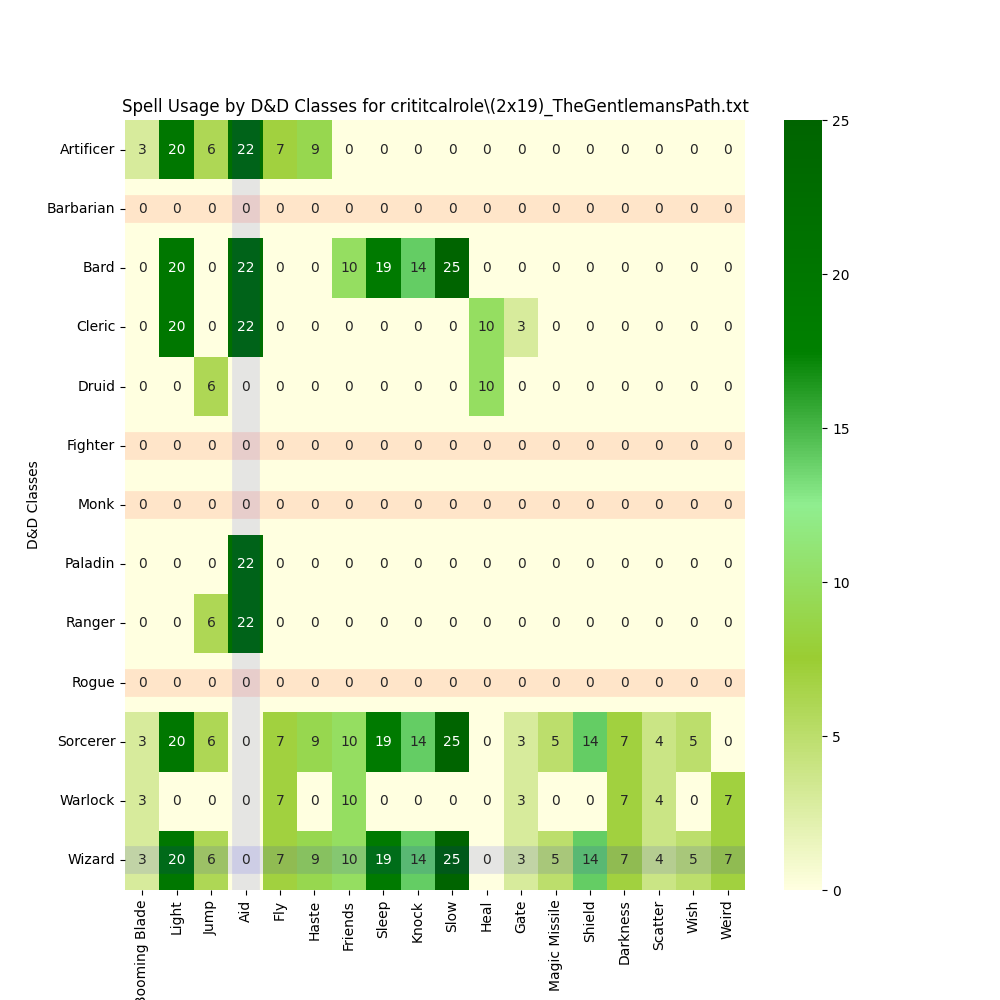 Spell Usage by D&D Classes for crititcalrole\(2x19)_TheGentlemansPath.txt
D&D Classes
Artificer 3 20 6 22 7 9 0 0 0 0 0 0 0 0 0 0 0 0
Barbarian 0 0 0 0 0 0 0 0 0 0 0 0 0 0 0 0 0 0
Bard 0 20 0 22 0 0 10 19 14 25 0 0 0 0 0 0 0 0
Cleric 0 20 0 22 0 0 0 0 0 0 10 3 0 0 0 0 0 0
Druid 0 0 6 0 0 0 0 0 0 0 10 0 0 0 0 0 0 0
Fighter 0 0 0 0 0 0 0 0 0 0 0 0 0 0 0 0 0 0
Monk 0 0 0 0 0 0 0 0 0 0 0 0 0 0 0 0 0 0
Paladin 0 0 0 22 0 0 0 0 0 0 0 0 0 0 0 0 0 0
Ranger 0 0 6 22 0 0 0 0 0 0 0 0 0 0 0 0 0 0
Rogue 0 0 0 0 0 0 0 0 0 0 0 0 0 0 0 0 0 0
Sorcerer 3 20 6 0 7 9 10 19 14 25 0 3 5 14 7 4 5 0
Warlock 3 0 0 0 7 0 10 0 0 0 0 3 0 0 7 4 0 7
Wizard 3 20 6 0 7 9 10 19 14 25 0 3 5 14 7 4 5 7
Booming Blade
Light
Jump
Aid
Fly
Haste
Friends
Sleep
Knock
Slow
Heal
Gate
Magic Missile
Shield
Darkness
Scatter
Wish
Weird
25
20
15
10
5
0